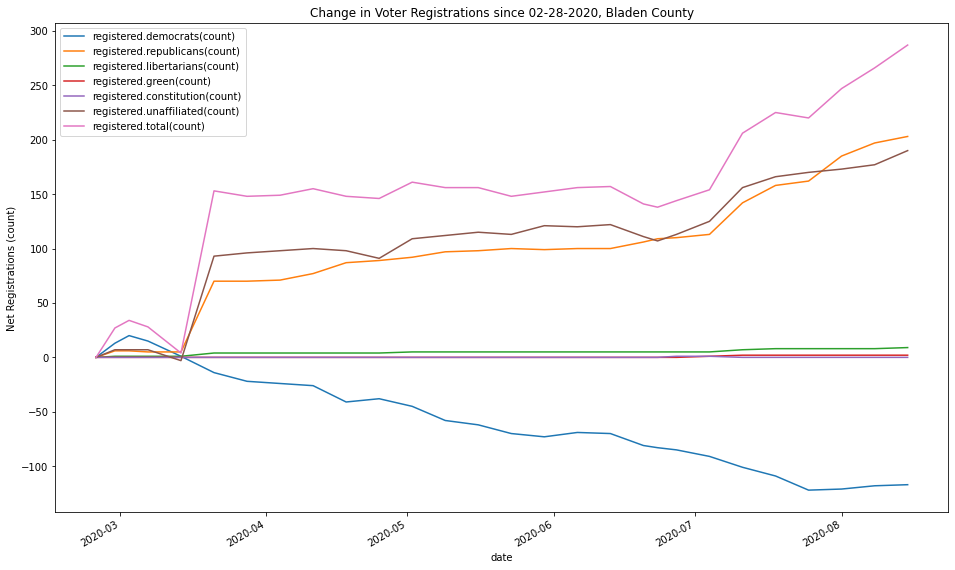 Change in Voter Registrations since 02-28-2020, Bladen County
registered.democrats(count)
registered.republicans(count)
registered.libertarians(count)
registered.green(count)
registered.constitution(count)
registered.unaffiliated(count)
registered.total(count)
Net Registrations (count)
300
250
200
150
100
50
0
−50
−100
2020-03
2020-04
2020-05
2020-06
2020-07
2020-08
date